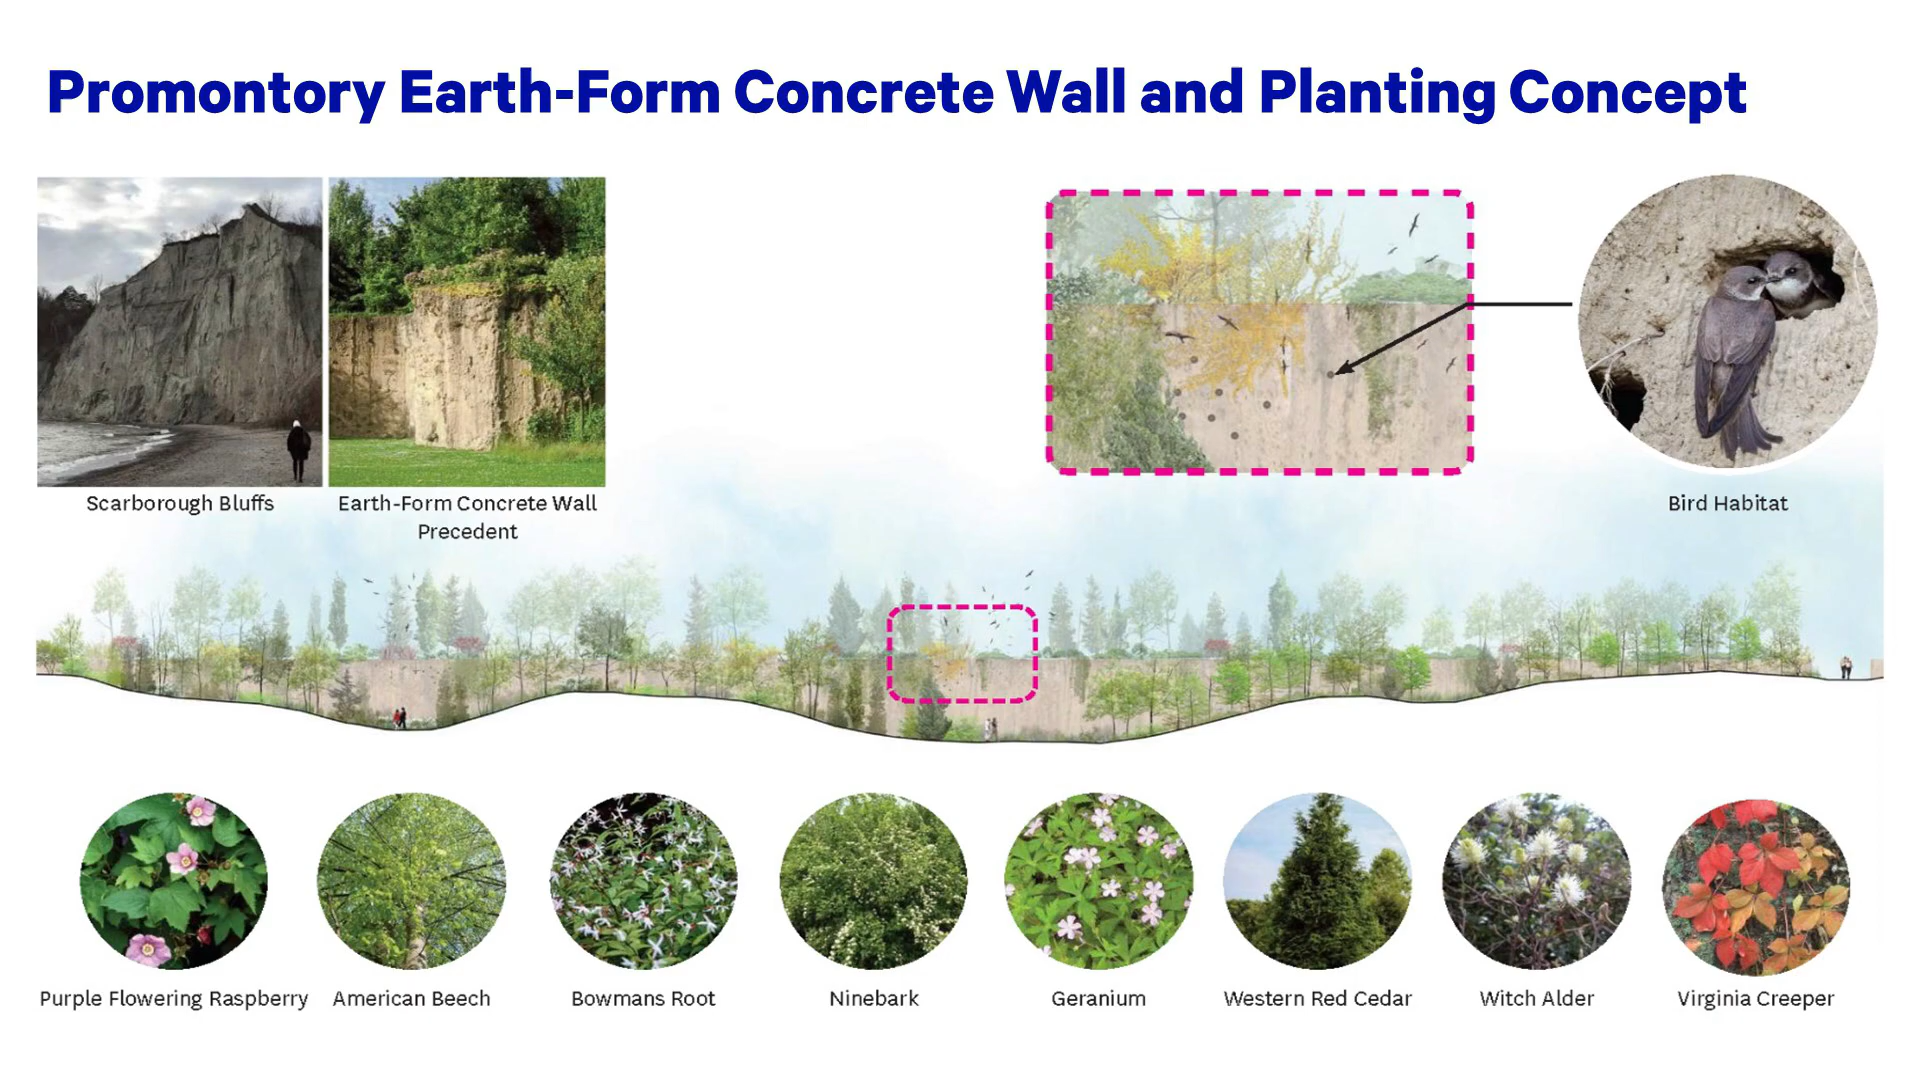 Promontory Earth-Form Concrete Wall and Planting Concept
Scarborough Bluffs
Earth-Form Concrete Wall
Precedent
Bird Habitat
Purple Flowering Raspberry
American Beech
Bowmans Root
Ninebark
Geranium
Western Red Cedar
Witch Alder
Virginia Creeper